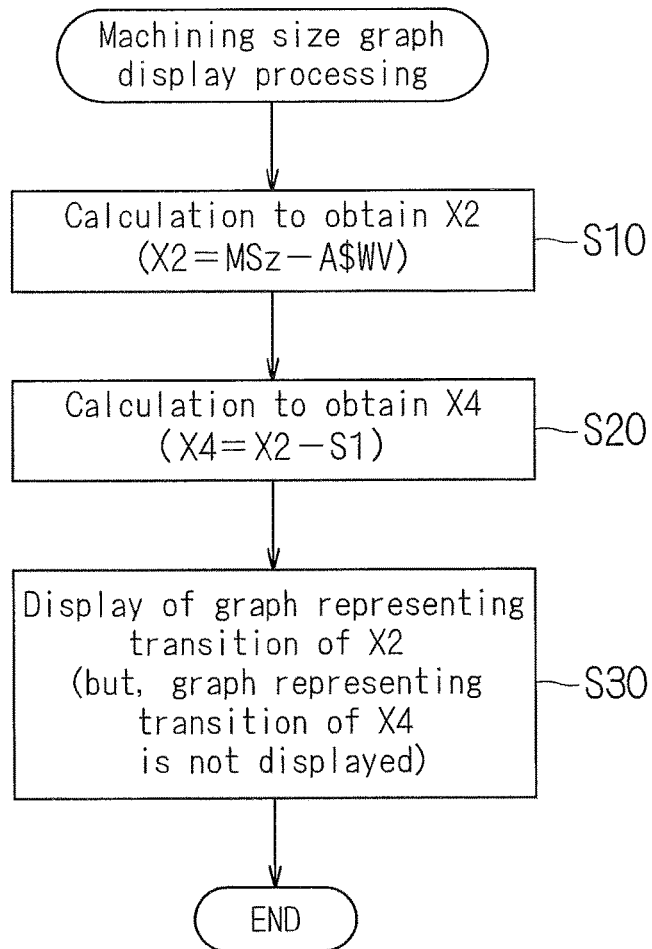 Machining size graph
display processing
Calculation to obtain X2
(X2=MSz-A$WV)
S10
Calculation to obtain X4
(X4=X2-S1)
S20
Display of graph representing
transition of X2
(but, graph representing
transition of X4
is not displayed)
S30
END